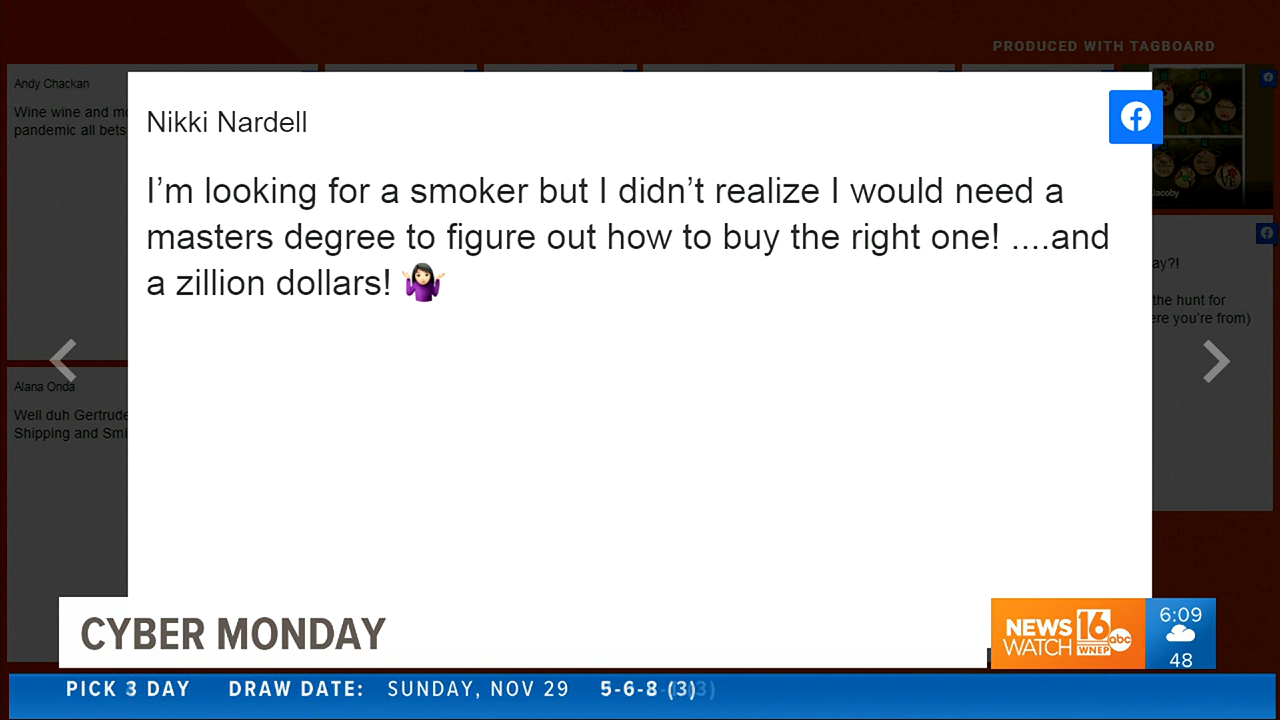 PRODUCED WITH TAGBOARD
Andy Chackan
Wine wine and
pandemic all bets
Nikki Nardell
I'm looking for a smoker but I didn't realize I would need a
masters degree to figure out how to buy the right one! ....and
a zillion dollars! 🤷🏻‍♀️
Jacoby
ay?!
the hunt for
ere you're from)
Alana Onda
Well duh Gertrude
Shipping and Smi
CYBER MONDAY
NEWS
WATCH
16
WNEP
abc
6:09
48
PICK 3 DAY DRAW DATE: SUNDAY, NOV 29 5-6-8 (3)